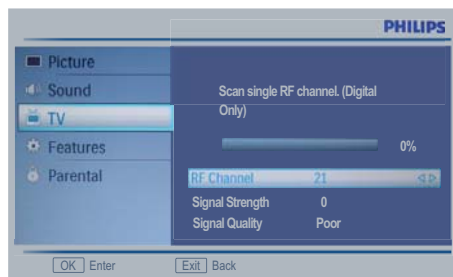 PHILIPS
Picture
Sound
TV
Features
Parental
Scan single RF channel. (Digital
Only)
0%
RF Channel 21
Signal Strength 0
Signal Quality Poor
OK Enter Exit Back